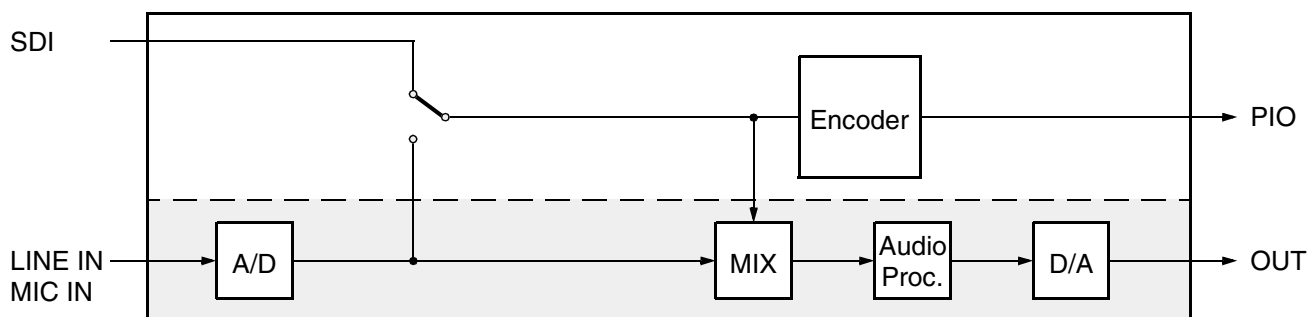 SDI
Encoder
PIO
LINE IN
MIC IN
A/D
MIX
Audio
Proc.
D/A
OUT